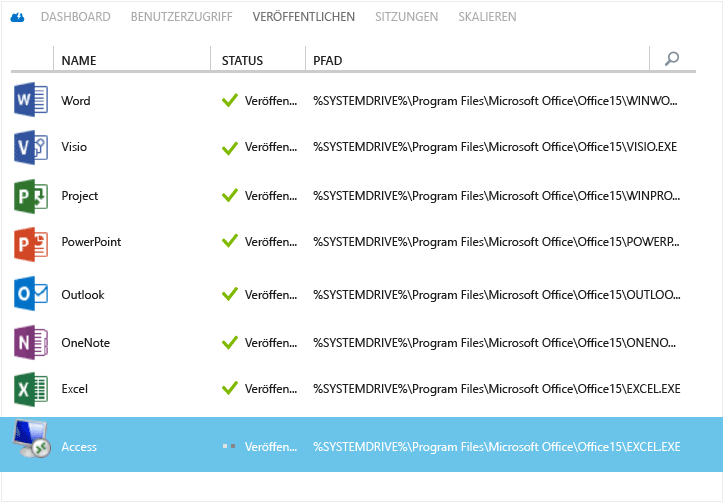 DASHBOARD BENUTZERZUGRIFF VERÖFFENTLICHEN SITZUNGEN SKALIEREN
NAME STATUS PFAD
Word Veröffen... %SYSTEMDRIVE%\Program Files\Microsoft Office\Office15\WINWO...
Visio Veröffen... %SYSTEMDRIVE%\Program Files\Microsoft Office\Office15\VISIO.EXE
Project Veröffen... %SYSTEMDRIVE%\Program Files\Microsoft Office\Office15\WINPRO...
PowerPoint Veröffen... %SYSTEMDRIVE%\Program Files\Microsoft Office\Office15\POWERP...
Outlook Veröffen... %SYSTEMDRIVE%\Program Files\Microsoft Office\Office15\OUTLOO...
OneNote Veröffen... %SYSTEMDRIVE%\Program Files\Microsoft Office\Office15\ONENO...
Excel Veröffen... %SYSTEMDRIVE%\Program Files\Microsoft Office\Office15\EXCEL.EXE
Access Veröffen... %SYSTEMDRIVE%\Program Files\Microsoft Office\Office15\EXCEL.EXE